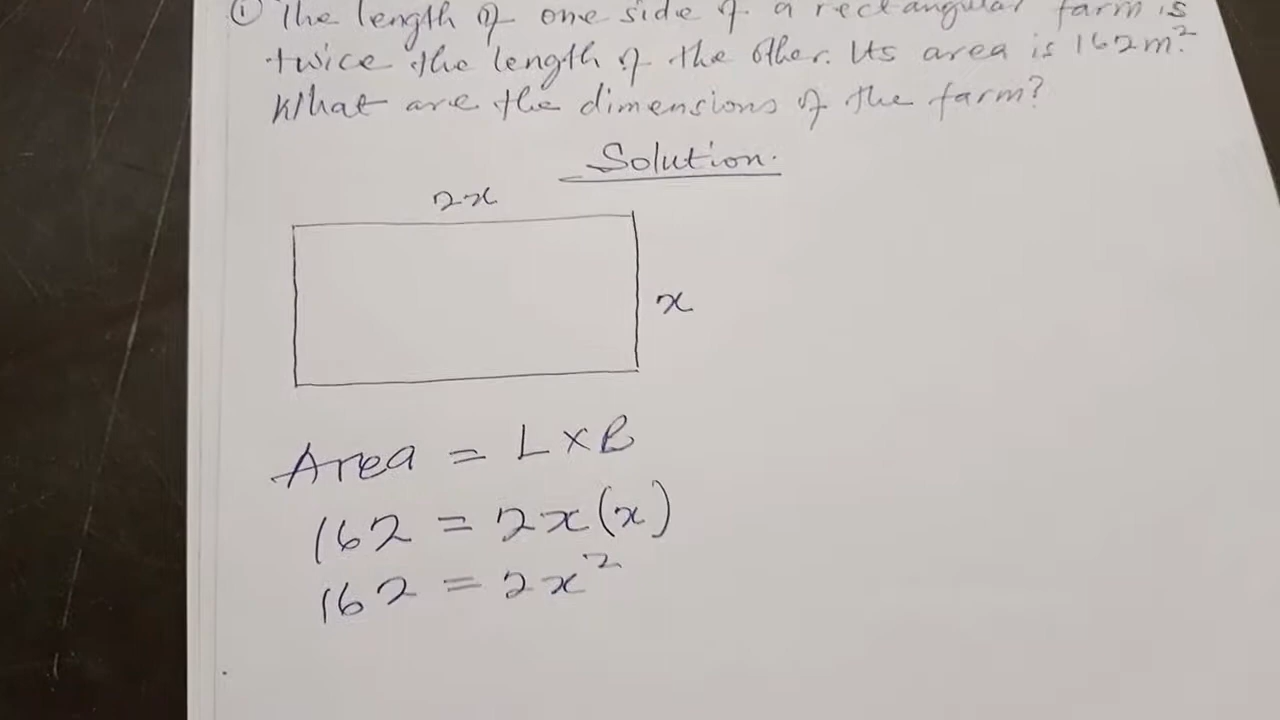 ① The length of one side of a rectangular farm is
twice the length of the other. Its area is 162m².
What are the dimensions of the farm?
Solution.
2x
x
Area = L×B
162 = 2x(x)
162 = 2x²